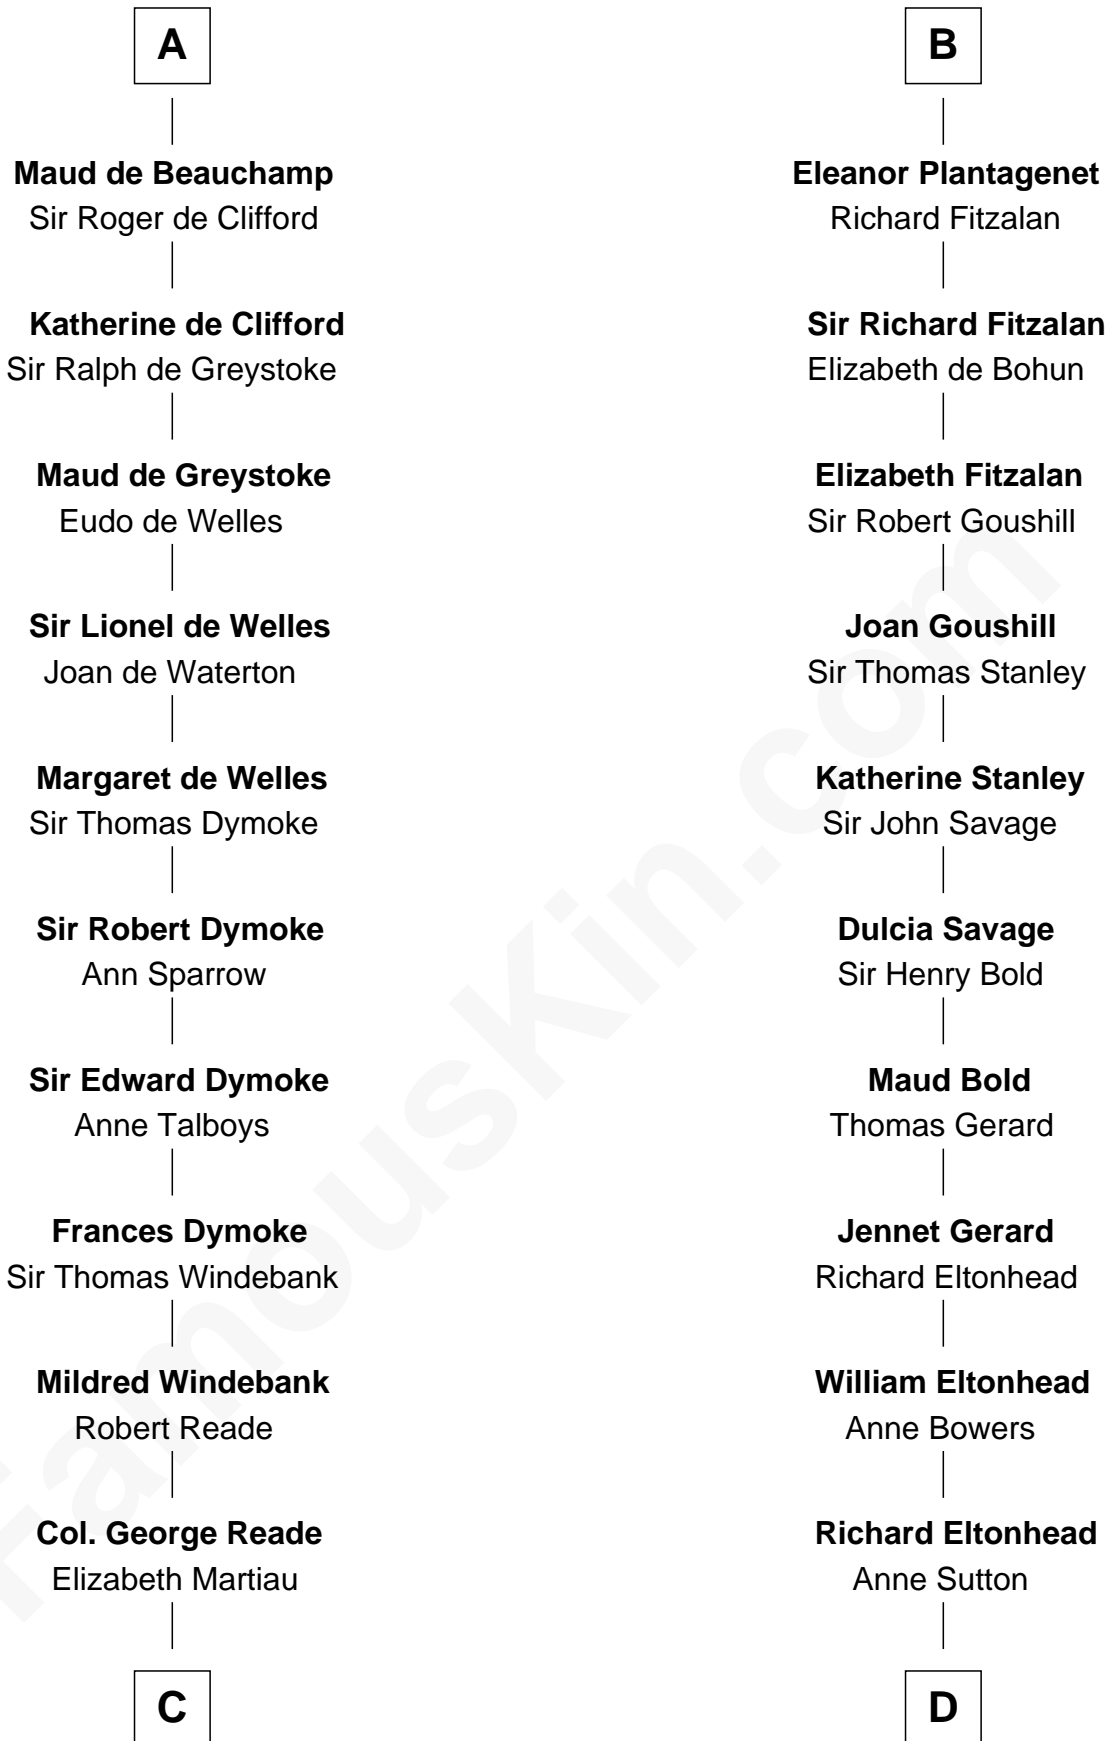 A
Maud de Beauchamp
Sir Roger de Clifford
Katherine de Clifford
Sir Ralph de Greystoke
Maud de Greystoke
Eudo de Welles
Sir Lionel de Welles
Joan de Waterton
Margaret de Welles
Sir Thomas Dymoke
Sir Robert Dymoke
Ann Sparrow
Sir Edward Dymoke
Anne Talboys
Frances Dymoke
Sir Thomas Windebank
Mildred Windebank
Robert Reade
Col. George Reade
Elizabeth Martiau
C
B
Eleanor Plantagenet
Richard Fitzalan
Sir Richard Fitzalan
Elizabeth de Bohun
Elizabeth Fitzalan
Sir Robert Goushill
Joan Goushill
Sir Thomas Stanley
Katherine Stanley
Sir John Savage
Dulcia Savage
Sir Henry Bold
Maud Bold
Thomas Gerard
Jennet Gerard
Richard Eltonhead
William Eltonhead
Anne Bowers
Richard Eltonhead
Anne Sutton
D
FamousKin.com